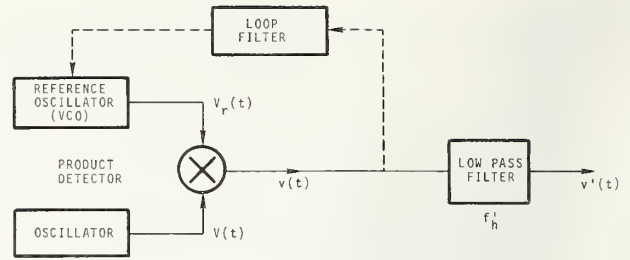 LOOP
FILTER
REFERENCE
OSCILLATOR
(VCO)
V_r(t)
PRODUCT
DETECTOR
v(t)
LOW PASS
FILTER
v'(t)
f'_h
OSCILLATOR
V(t)